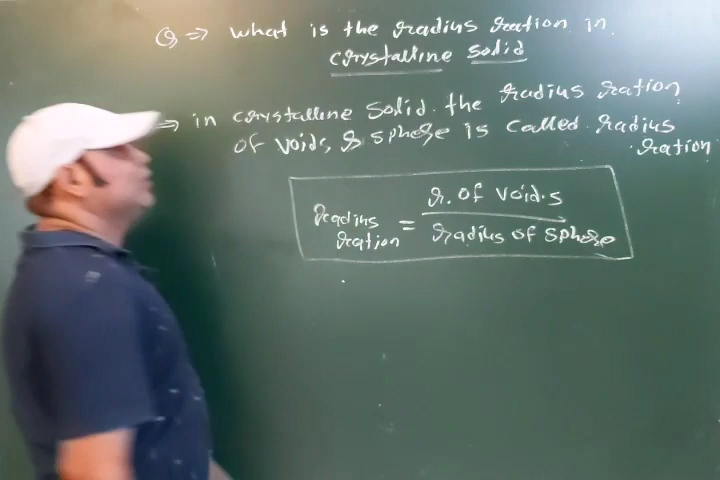 Q ⇒ what is the radius ration in
crystalline solid
⇒ in crystalline solid. the radius ration
of voids & sphere is called radius
ration
Radius ration = r. of voids / radius of sphere